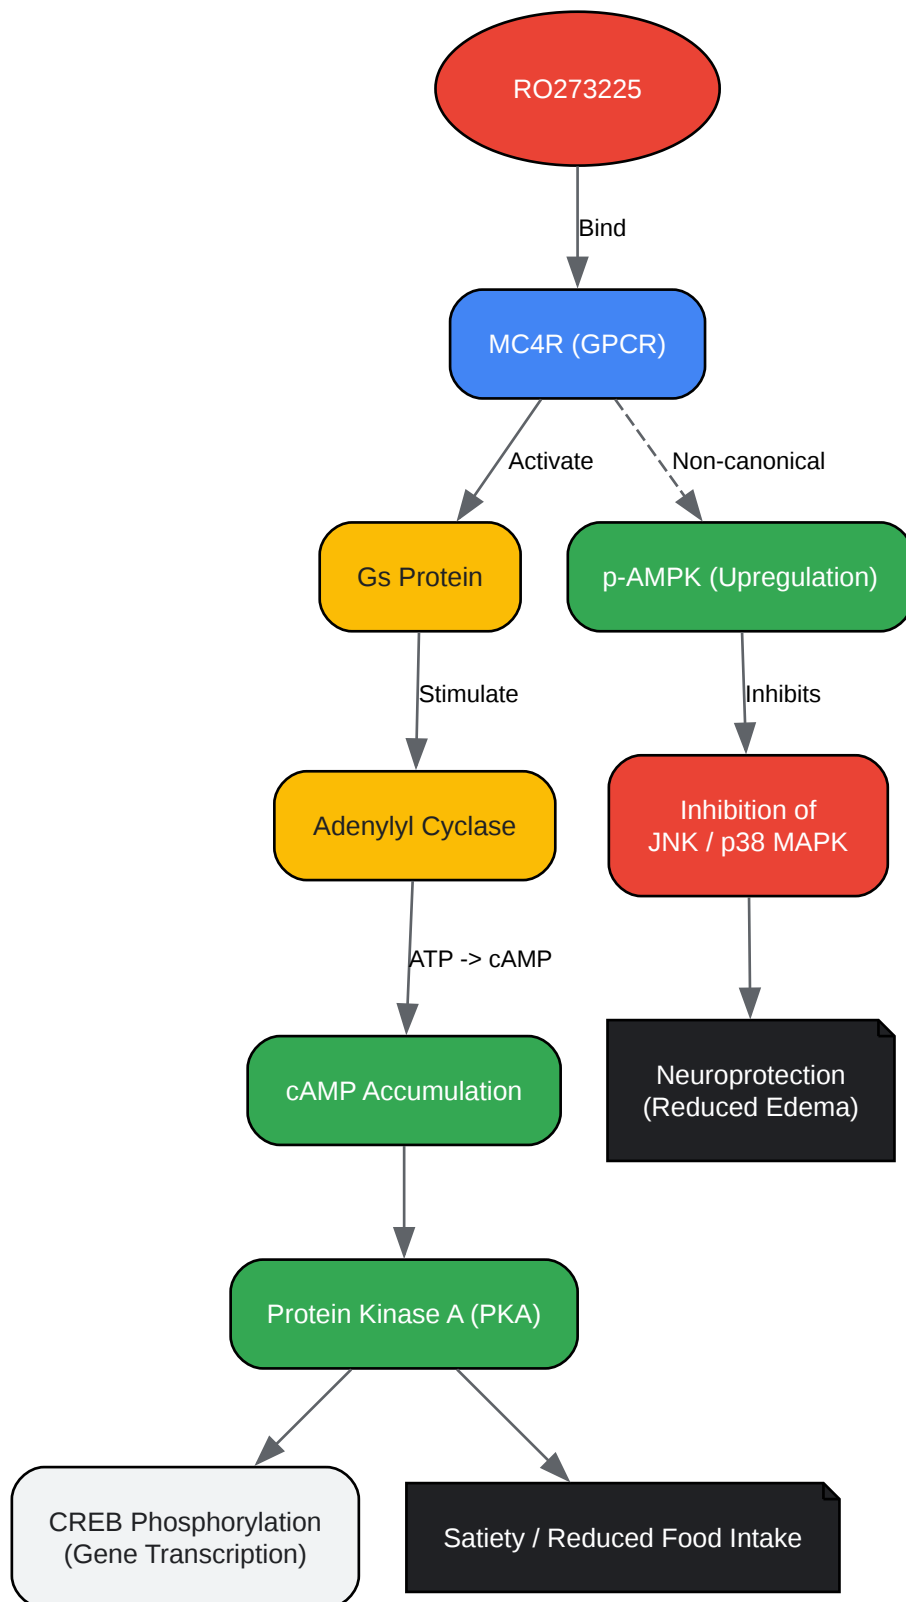 RO273225
Bind
MC4R (GPCR)
Activate
Non-canonical
Gs Protein
p-AMPK (Upregulation)
Stimulate
Inhibits
Adenylyl Cyclase
Inhibition of
JNK / p38 MAPK
ATP -> cAMP
cAMP Accumulation
Neuroprotection
(Reduced Edema)
Protein Kinase A (PKA)
CREB Phosphorylation
(Gene Transcription)
Satiety / Reduced Food Intake